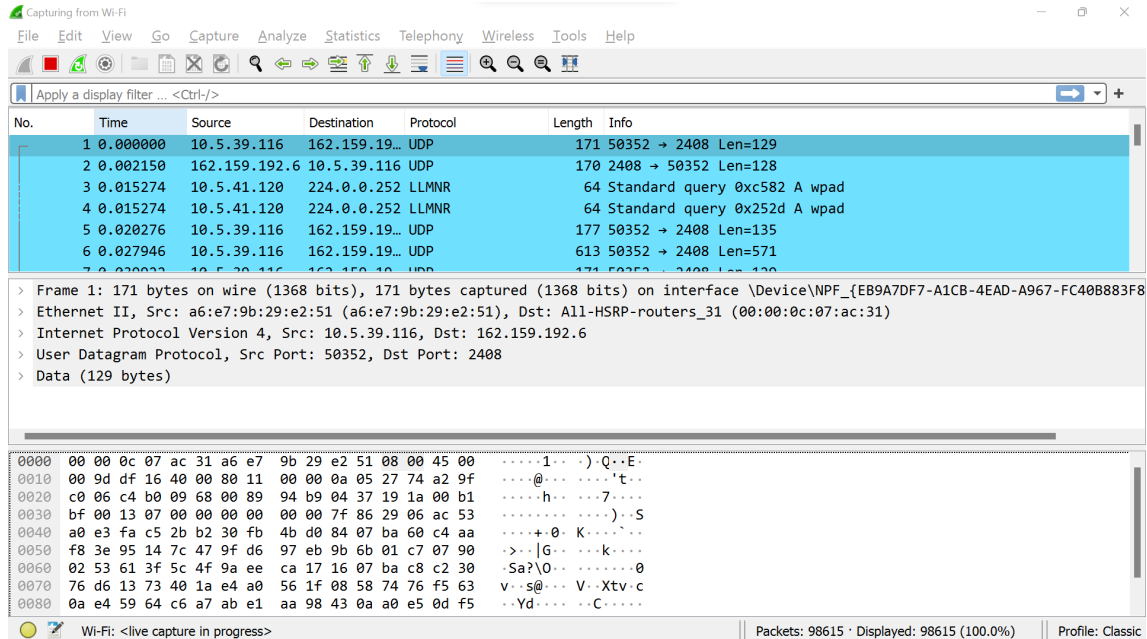 Capturing from Wi-Fi
File Edit View Go Capture Analyze Statistics Telephony Wireless Tools Help
Apply a display filter ... <Ctrl-/>
No. Time Source Destination Protocol Length Info
1 0.000000 10.5.39.116 162.159.19… UDP 171 50352 → 2408 Len=129
2 0.002150 162.159.192.6 10.5.39.116 UDP 170 2408 → 50352 Len=128
3 0.015274 10.5.41.120 224.0.0.252 LLMNR 64 Standard query 0xc582 A wpad
4 0.015274 10.5.41.120 224.0.0.252 LLMNR 64 Standard query 0x252d A wpad
5 0.020276 10.5.39.116 162.159.19… UDP 177 50352 → 2408 Len=135
6 0.027946 10.5.39.116 162.159.19… UDP 613 50352 → 2408 Len=571
Frame 1: 171 bytes on wire (1368 bits), 171 bytes captured (1368 bits) on interface \Device\NPF_{EB9A7DF7-A1CB-4EAD-A967-FC40B883F8
Ethernet II, Src: a6:e7:9b:29:e2:51 (a6:e7:9b:29:e2:51), Dst: All-HSRP-routers_31 (00:00:0c:07:ac:31)
Internet Protocol Version 4, Src: 10.5.39.116, Dst: 162.159.192.6
User Datagram Protocol, Src Port: 50352, Dst Port: 2408
Data (129 bytes)
0000 00 00 0c 07 ac 31 a6 e7 9b 29 e2 51 08 00 45 00 ·····1·· ·)·Q··E·
0010 00 9d df 16 40 00 80 11 00 00 0a 05 27 74 a2 9f ····@··· ····'t··
0020 c0 06 c4 b0 09 68 00 89 94 b9 04 37 19 1a 00 b1 ·····h·· ···7····
0030 bf 00 13 07 00 00 00 00 00 00 7f 86 29 06 ac 53 ········ ····)··S
0040 a0 e3 fa c5 2b b2 30 fb 4b d0 84 07 ba 60 c4 aa ····+·0· K····`··
0050 f8 3e 95 14 7c 47 9f d6 97 eb 9b 6b 01 c7 07 90 ·>··|G·· ···k····
0060 02 53 61 3f 5c 4f 9a ee ca 17 16 07 ba c8 c2 30 ·Sa?\O·· ·······0
0070 76 d6 13 73 40 1a e4 a0 56 1f 08 58 74 76 f5 63 v··s@··· V··Xtv·c
0080 0a e4 59 64 c6 a7 ab e1 aa 98 43 0a a0 e5 0d f5 ··Yd···· ··C·····
Wi-Fi: <live capture in progress> Packets: 98615 · Displayed: 98615 (100.0%) Profile: Classic